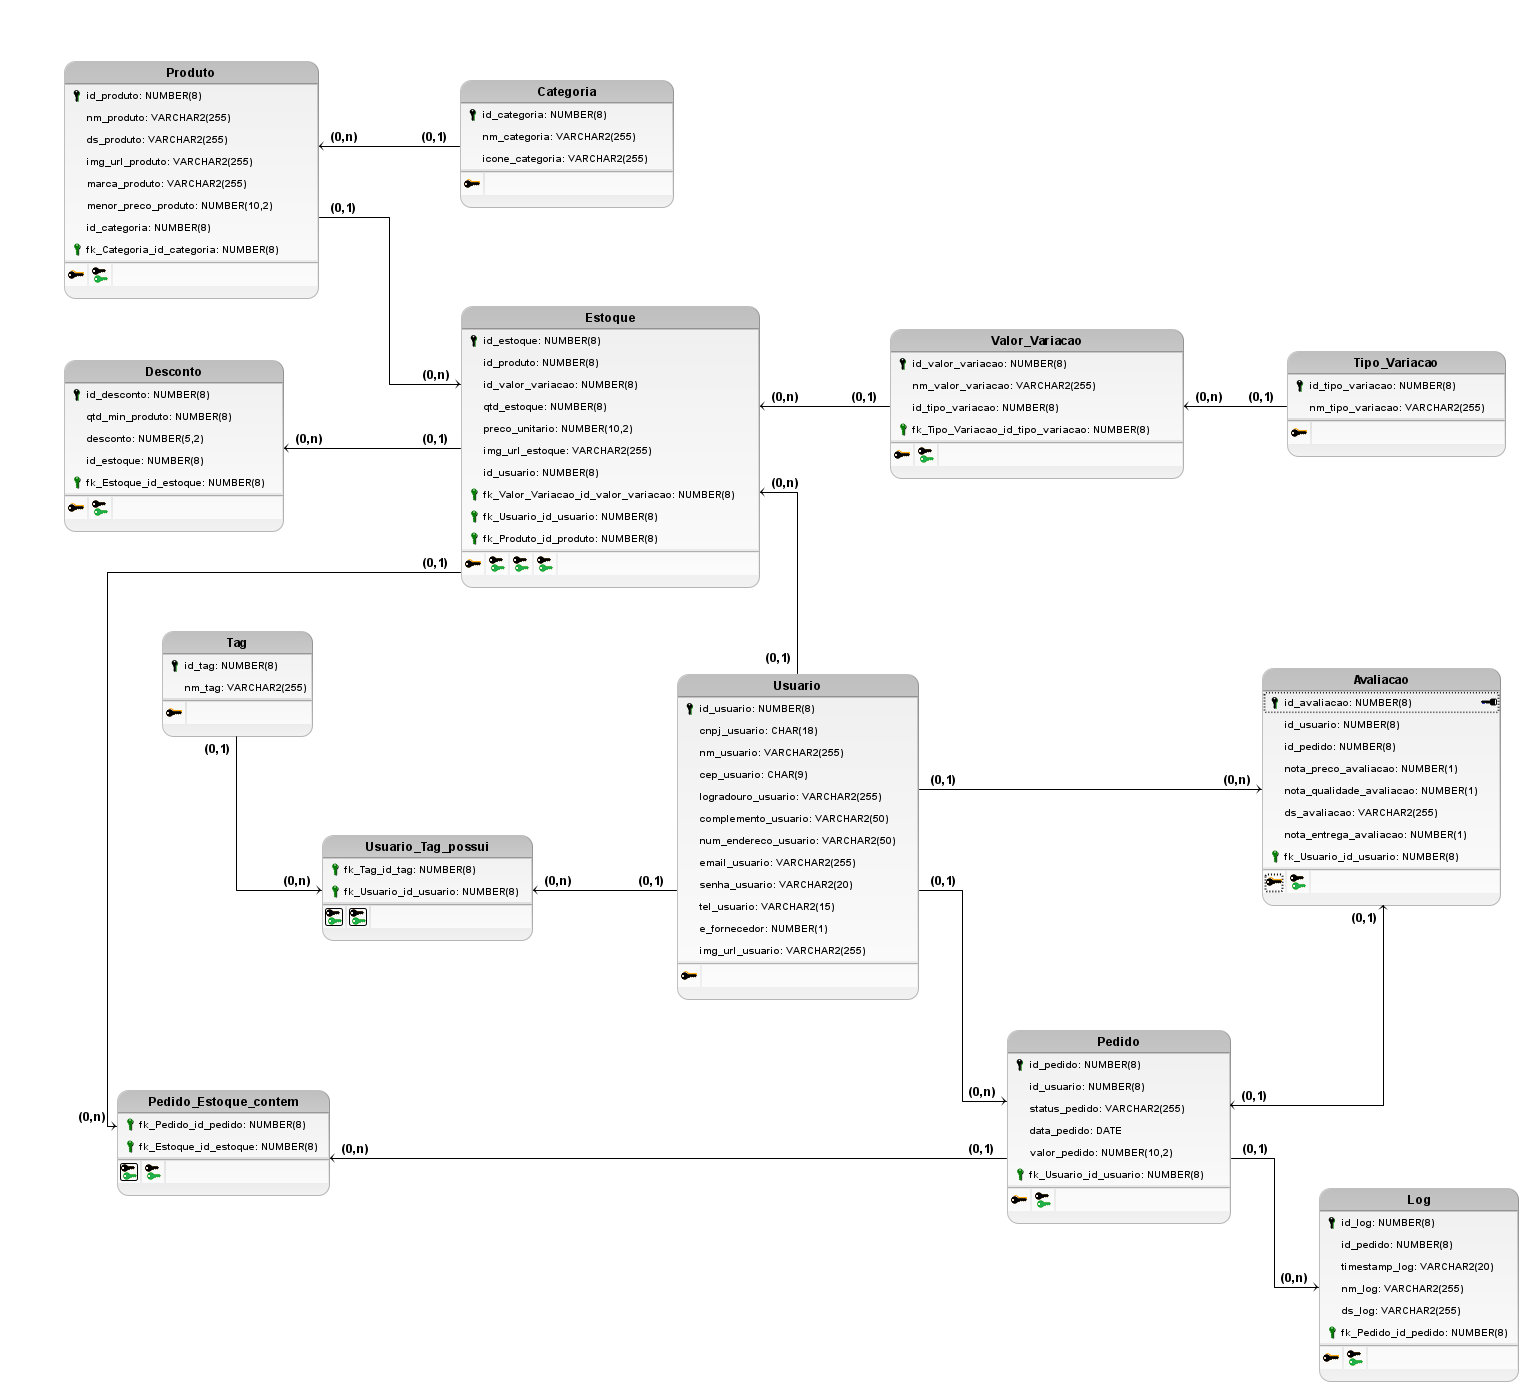 Produto
id_produto: NUMBER(8)
nm_produto: VARCHAR2(255)
ds_produto: VARCHAR2(255)
img_url_produto: VARCHAR2(255)
marca_produto: VARCHAR2(255)
menor_preco_produto: NUMBER(10,2)
id_categoria: NUMBER(8)
fk_Categoria_id_categoria: NUMBER(8)
(0,n)
(0,1)
Categoria
id_categoria: NUMBER(8)
nm_categoria: VARCHAR2(255)
icone_categoria: VARCHAR2(255)
(0,1)
(0,n)
Estoque
id_estoque: NUMBER(8)
id_produto: NUMBER(8)
id_valor_variacao: NUMBER(8)
qtd_estoque: NUMBER(8)
preco_unitario: NUMBER(10,2)
img_url_estoque: VARCHAR2(255)
id_usuario: NUMBER(8)
fk_Valor_Variacao_id_valor_variacao: NUMBER(8)
fk_Usuario_id_usuario: NUMBER(8)
fk_Produto_id_produto: NUMBER(8)
(0,n)
(0,1)
Valor_Variacao
id_valor_variacao: NUMBER(8)
nm_valor_variacao: VARCHAR2(255)
id_tipo_variacao: NUMBER(8)
fk_Tipo_Variacao_id_tipo_variacao: NUMBER(8)
(0,n)
(0,1)
Tipo_Variacao
id_tipo_variacao: NUMBER(8)
nm_tipo_variacao: VARCHAR2(255)
Desconto
id_desconto: NUMBER(8)
qtd_min_produto: NUMBER(8)
desconto: NUMBER(5,2)
id_estoque: NUMBER(8)
fk_Estoque_id_estoque: NUMBER(8)
(0,n)
(0,1)
(0,n)
(0,1)
(0,1)
Tag
id_tag: NUMBER(8)
nm_tag: VARCHAR2(255)
(0,1)
Usuario
id_usuario: NUMBER(8)
cnpj_usuario: CHAR(18)
nm_usuario: VARCHAR2(255)
cep_usuario: CHAR(9)
logradouro_usuario: VARCHAR2(255)
complemento_usuario: VARCHAR2(50)
num_endereco_usuario: VARCHAR2(50)
email_usuario: VARCHAR2(255)
senha_usuario: VARCHAR2(20)
tel_usuario: VARCHAR2(15)
e_fornecedor: NUMBER(1)
img_url_usuario: VARCHAR2(255)
(0,1)
(0,n)
Avaliacao
id_avaliacao: NUMBER(8)
id_usuario: NUMBER(8)
id_pedido: NUMBER(8)
nota_preco_avaliacao: NUMBER(1)
nota_qualidade_avaliacao: NUMBER(1)
ds_avaliacao: VARCHAR2(255)
nota_entrega_avaliacao: NUMBER(1)
fk_Usuario_id_usuario: NUMBER(8)
(0,1)
Usuario_Tag_possui
fk_Tag_id_tag: NUMBER(8)
fk_Usuario_id_usuario: NUMBER(8)
(0,n)
(0,n)
(0,1)
(0,1)
(0,n)
Pedido
id_pedido: NUMBER(8)
id_usuario: NUMBER(8)
status_pedido: VARCHAR2(255)
data_pedido: DATE
valor_pedido: NUMBER(10,2)
fk_Usuario_id_usuario: NUMBER(8)
(0,1)
(0,n)
Pedido_Estoque_contem
fk_Pedido_id_pedido: NUMBER(8)
fk_Estoque_id_estoque: NUMBER(8)
(0,n)
(0,1)
(0,1)
(0,n)
Log
id_log: NUMBER(8)
id_pedido: NUMBER(8)
timestamp_log: VARCHAR2(20)
nm_log: VARCHAR2(255)
ds_log: VARCHAR2(255)
fk_Pedido_id_pedido: NUMBER(8)